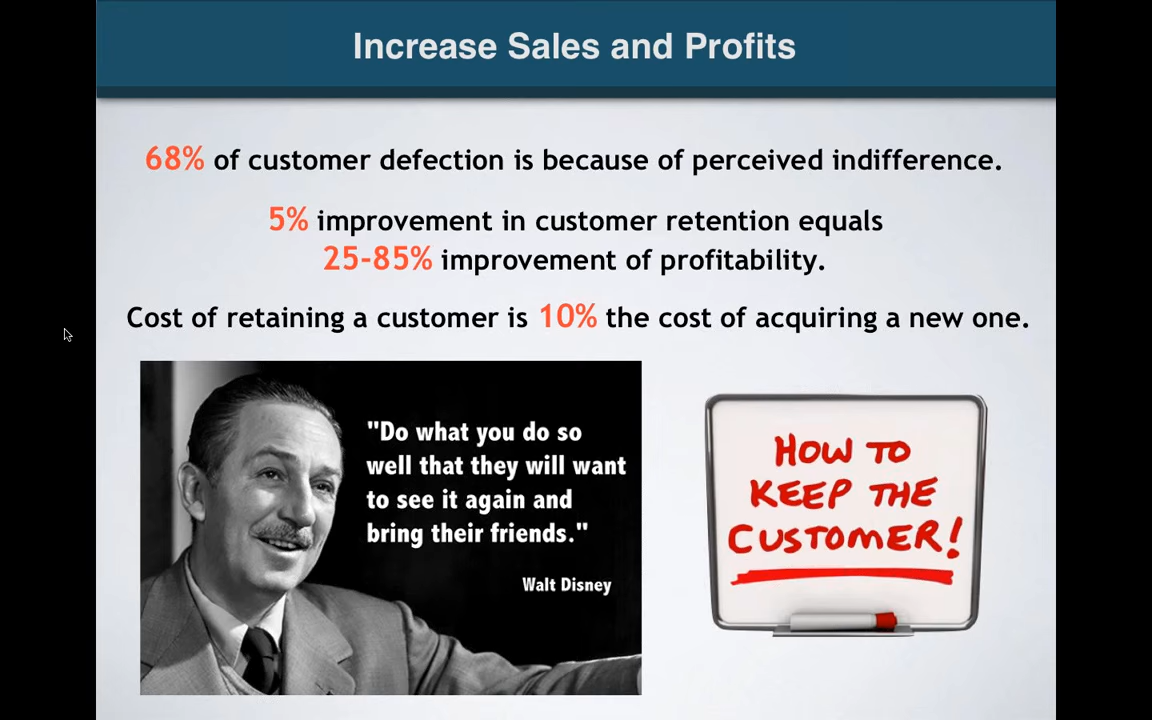 Increase Sales and Profits
68% of customer defection is because of perceived indifference.
5% improvement in customer retention equals
25-85% improvement of profitability.
Cost of retaining a customer is 10% the cost of acquiring a new one.
"Do what you do so
well that they will want
to see it again and
bring their friends."
Walt Disney
HOW TO
KEEP THE
CUSTOMER!